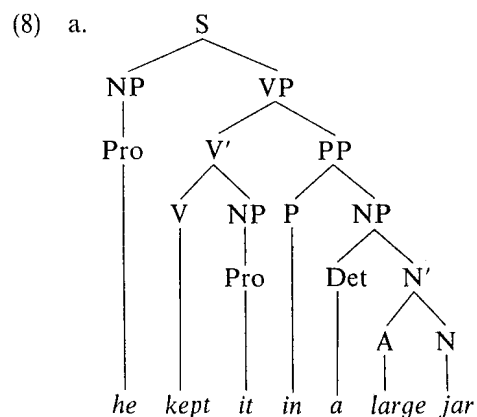 (8) a. S
NP VP
Pro V′ PP
V NP P NP
Pro Det N′
A N
he kept it in a large jar